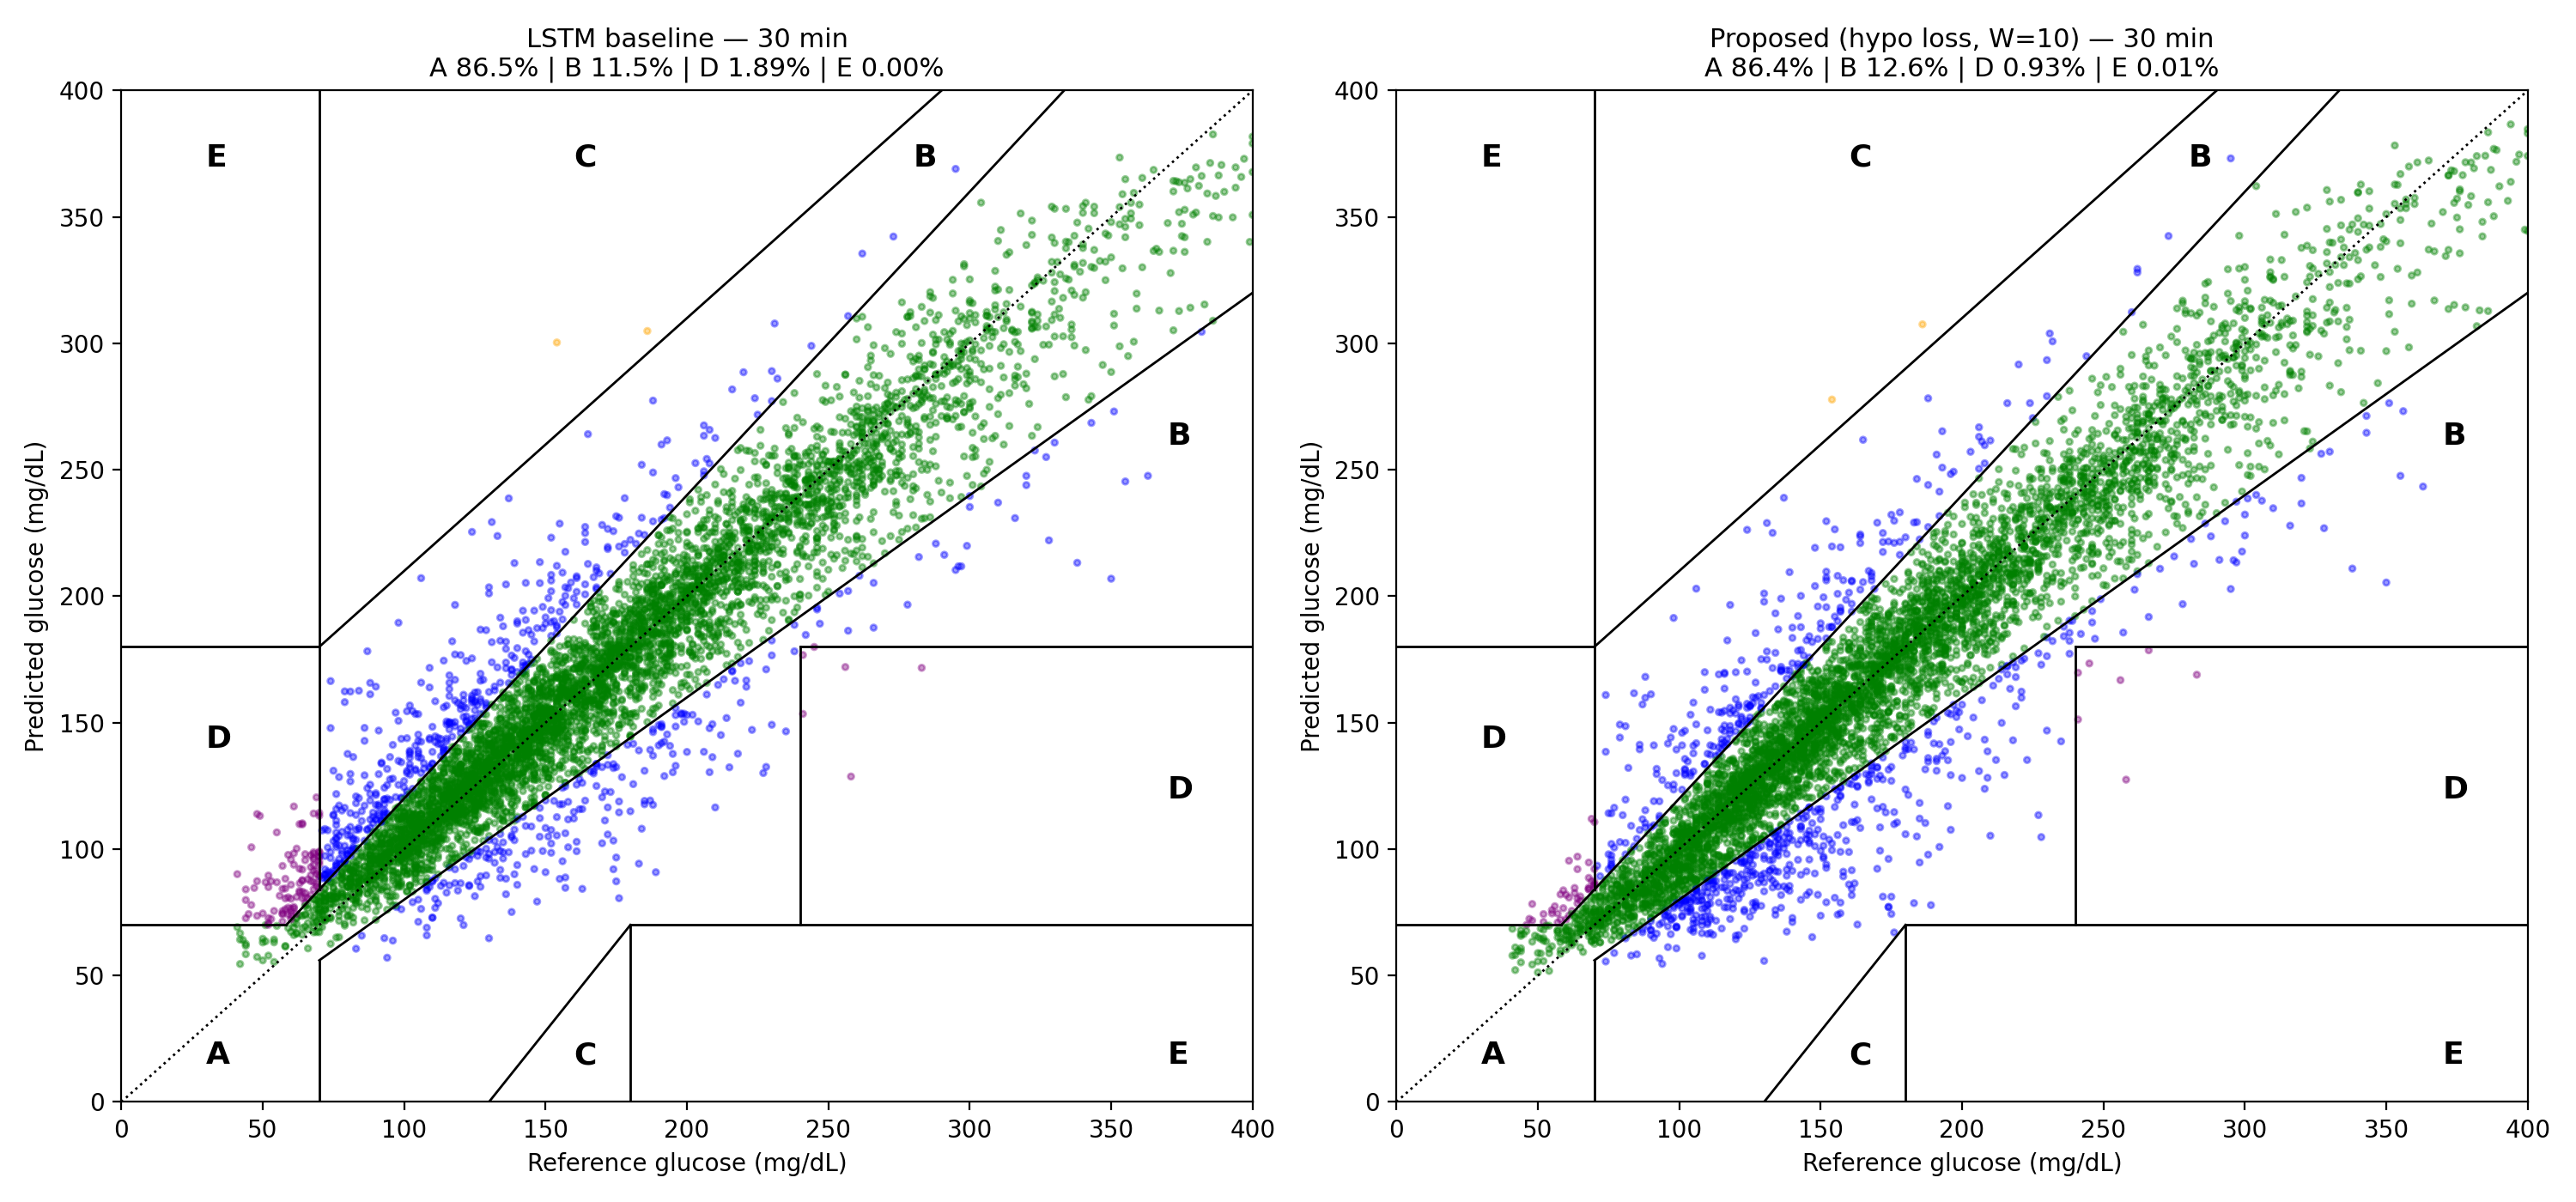 LSTM baseline — 30 min
A 86.5% | B 11.5% | D 1.89% | E 0.00%
400
350
300
250
200
150
100
50
0
Predicted glucose (mg/dL)
E
C
B
B
D
D
A
C
E
0
50
100
150
200
250
300
350
400
Reference glucose (mg/dL)
Proposed (hypo loss, W=10) — 30 min
A 86.4% | B 12.6% | D 0.93% | E 0.01%
400
350
300
250
200
150
100
50
0
Predicted glucose (mg/dL)
E
C
B
B
D
D
A
C
E
0
50
100
150
200
250
300
350
400
Reference glucose (mg/dL)